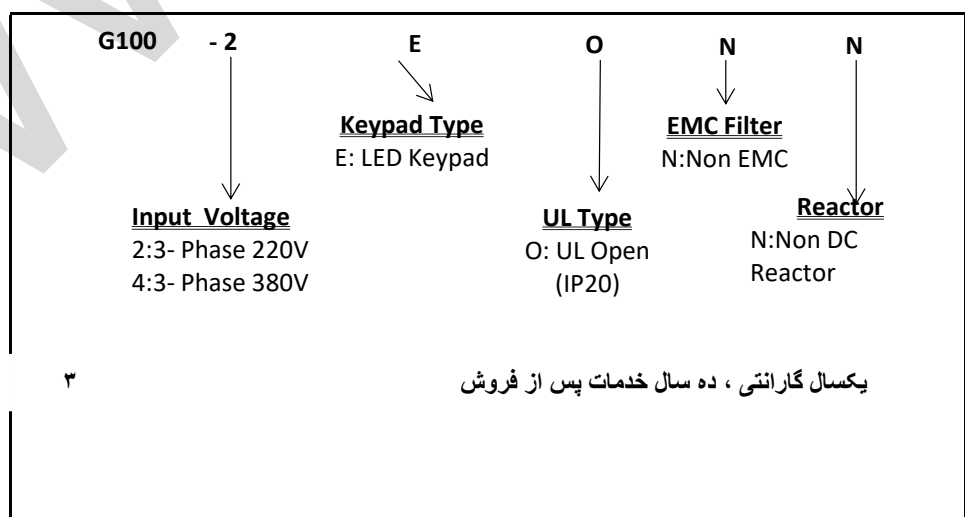 G100 - 2 E O N N
Keypad Type
E: LED Keypad
EMC Filter
N:Non EMC
Input Voltage
2:3- Phase 220V
4:3- Phase 380V
UL Type
O: UL Open
(IP20)
Reactor
N:Non DC
Reactor
یکسال گارانتی ، ده سال خدمات پس از فروش
۳